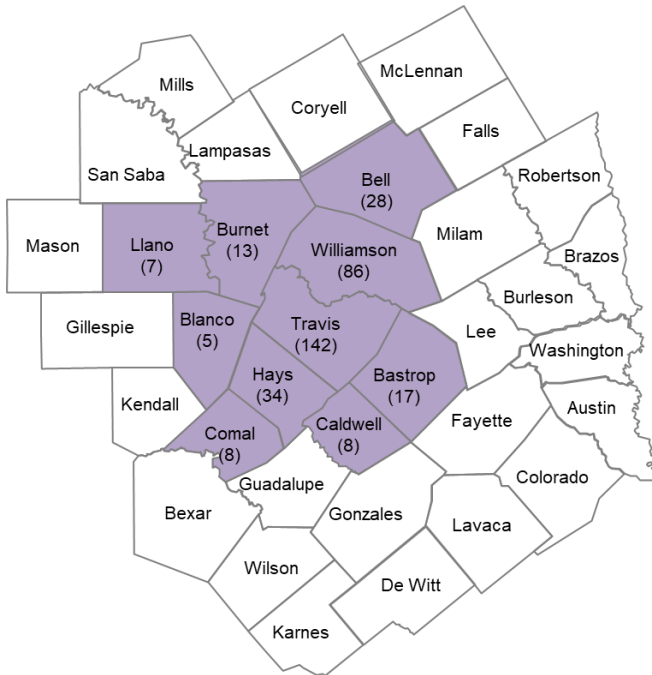 McLennan
Mills
Coryell
Falls
Lampasas
San Saba
Bell
(28)
Robertson
Burnet
(13)
Milam
Mason
Llano
(7)
Williamson
(86)
Brazos
Burleson
Blanco
(5)
Travis
(142)
Gillespie
Lee
Washington
Hays
(34)
Bastrop
(17)
Kendall
Austin
Caldwell
(8)
Fayette
Comal
(8)
Colorado
Guadalupe
Bexar
Gonzales
Lavaca
Wilson
De Witt
Karnes